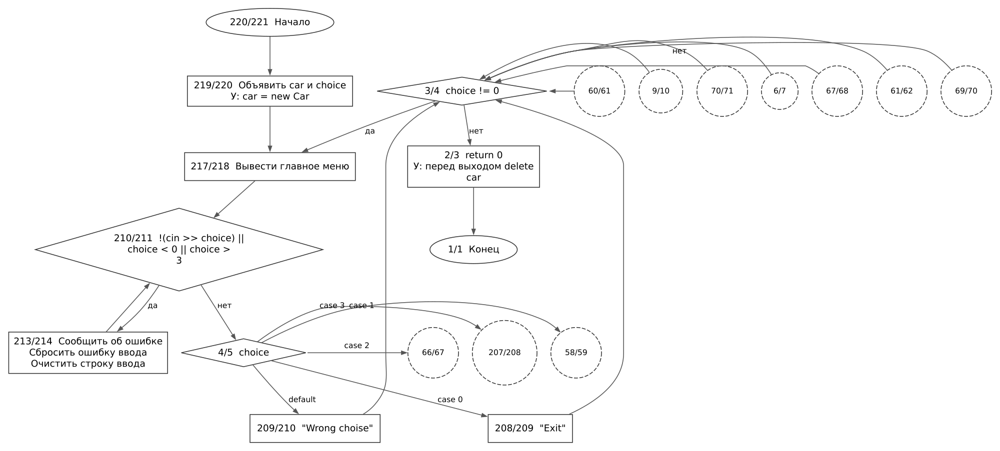 220/221  Начало
219/220  Объявить car и choice
У: car = new Car
3/4  choice != 0
нет
60/61
9/10
70/71
6/7
67/68
61/62
69/70
да
нет
217/218  Вывести главное меню
2/3  return 0
У: перед выходом delete
car
210/211  !(cin >> choice) ||
choice < 0 || choice >
3
1/1  Конец
да
нет
case 3
case 1
213/214  Сообщить об ошибке
Сбросить ошибку ввода
Очистить строку ввода
4/5  choice
case 2
66/67
207/208
58/59
default
case 0
209/210  "Wrong choise"
208/209  "Exit"